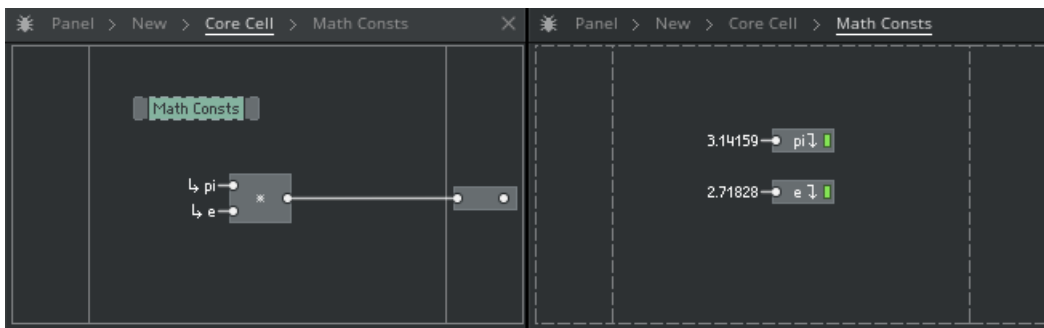 Panel > New > Core Cell > Math Consts
Math Consts
↳ pi
↳ e
*
Panel > New > Core Cell > Math Consts
3.14159 pi
2.71828 e